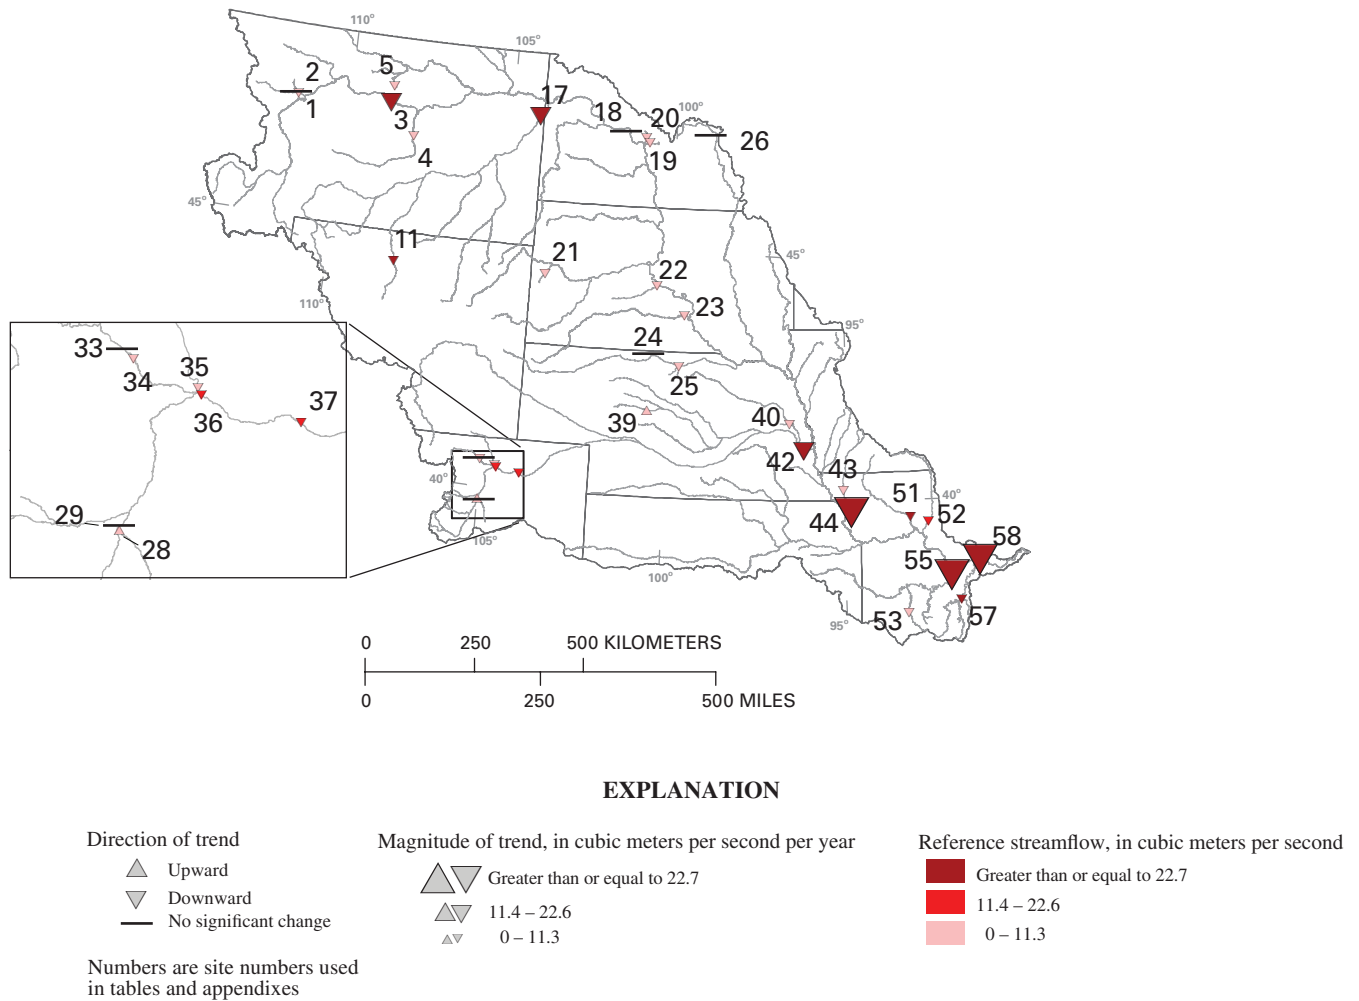 110°
105°
5
2
1
3
4
17
18
20
100°
19
26
45°
11
21
45°
22
110°
23
95°
24
25
33
34
35
36
37
39
40
42
43
40°
51
40°
52
44
58
55
29
28
105°
100°
53
57
95°
0 250 500 KILOMETERS
0 250 500 MILES
EXPLANATION
Direction of trend
Upward
Downward
No significant change
Numbers are site numbers used
in tables and appendixes
Magnitude of trend, in cubic meters per second per year
Greater than or equal to 22.7
11.4 – 22.6
0 – 11.3
Reference streamflow, in cubic meters per second
Greater than or equal to 22.7
11.4 – 22.6
0 – 11.3